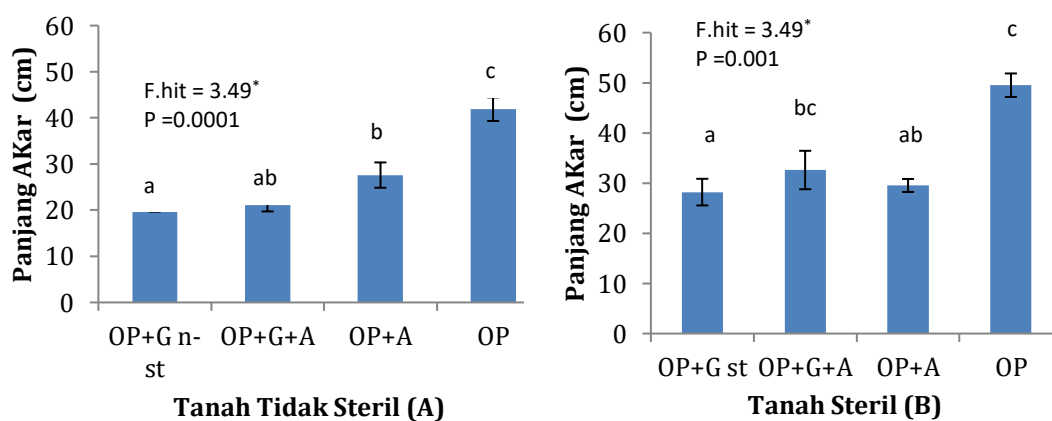 60
50
40
30
20
10
0
Panjang AKar (cm)
F.hit = 3.49*
P =0.0001
a
ab
b
c
OP+G n-
st
OP+G+A
OP+A
OP
Tanah Tidak Steril (A)
60
50
40
30
20
10
0
Panjang AKar (cm)
F.hit = 3.49*
P =0.001
a
bc
ab
c
OP+G st
OP+G+A
OP+A
OP
Tanah Steril (B)